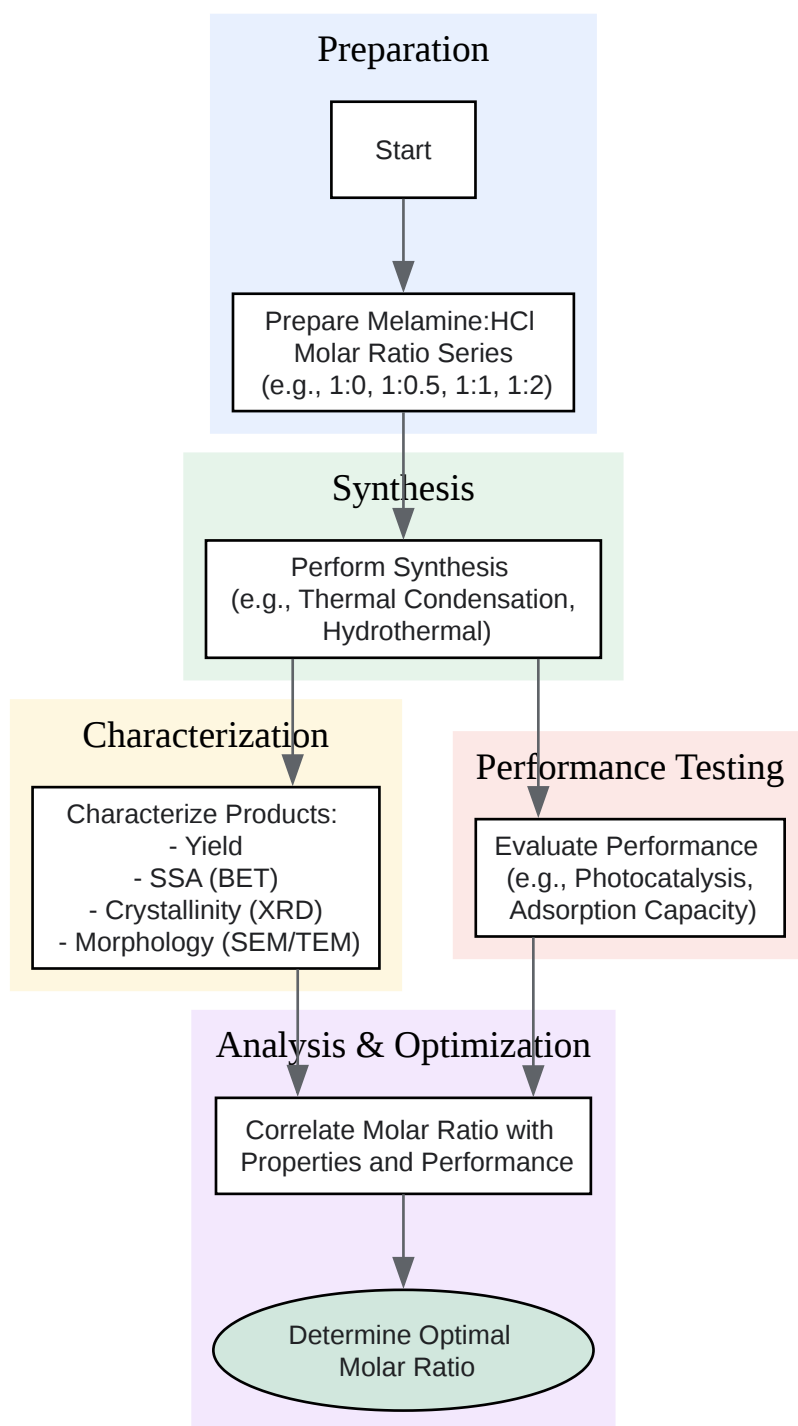 Preparation
Start
Prepare Melamine:HCl
Molar Ratio Series
(e.g., 1:0, 1:0.5, 1:1, 1:2)
Synthesis
Perform Synthesis
(e.g., Thermal Condensation,
Hydrothermal)
Characterization
Characterize Products:
- Yield
- SSA (BET)
- Crystallinity (XRD)
- Morphology (SEM/TEM)
Performance Testing
Evaluate Performance
(e.g., Photocatalysis,
Adsorption Capacity)
Analysis & Optimization
Correlate Molar Ratio with
Properties and Performance
Determine Optimal
Molar Ratio